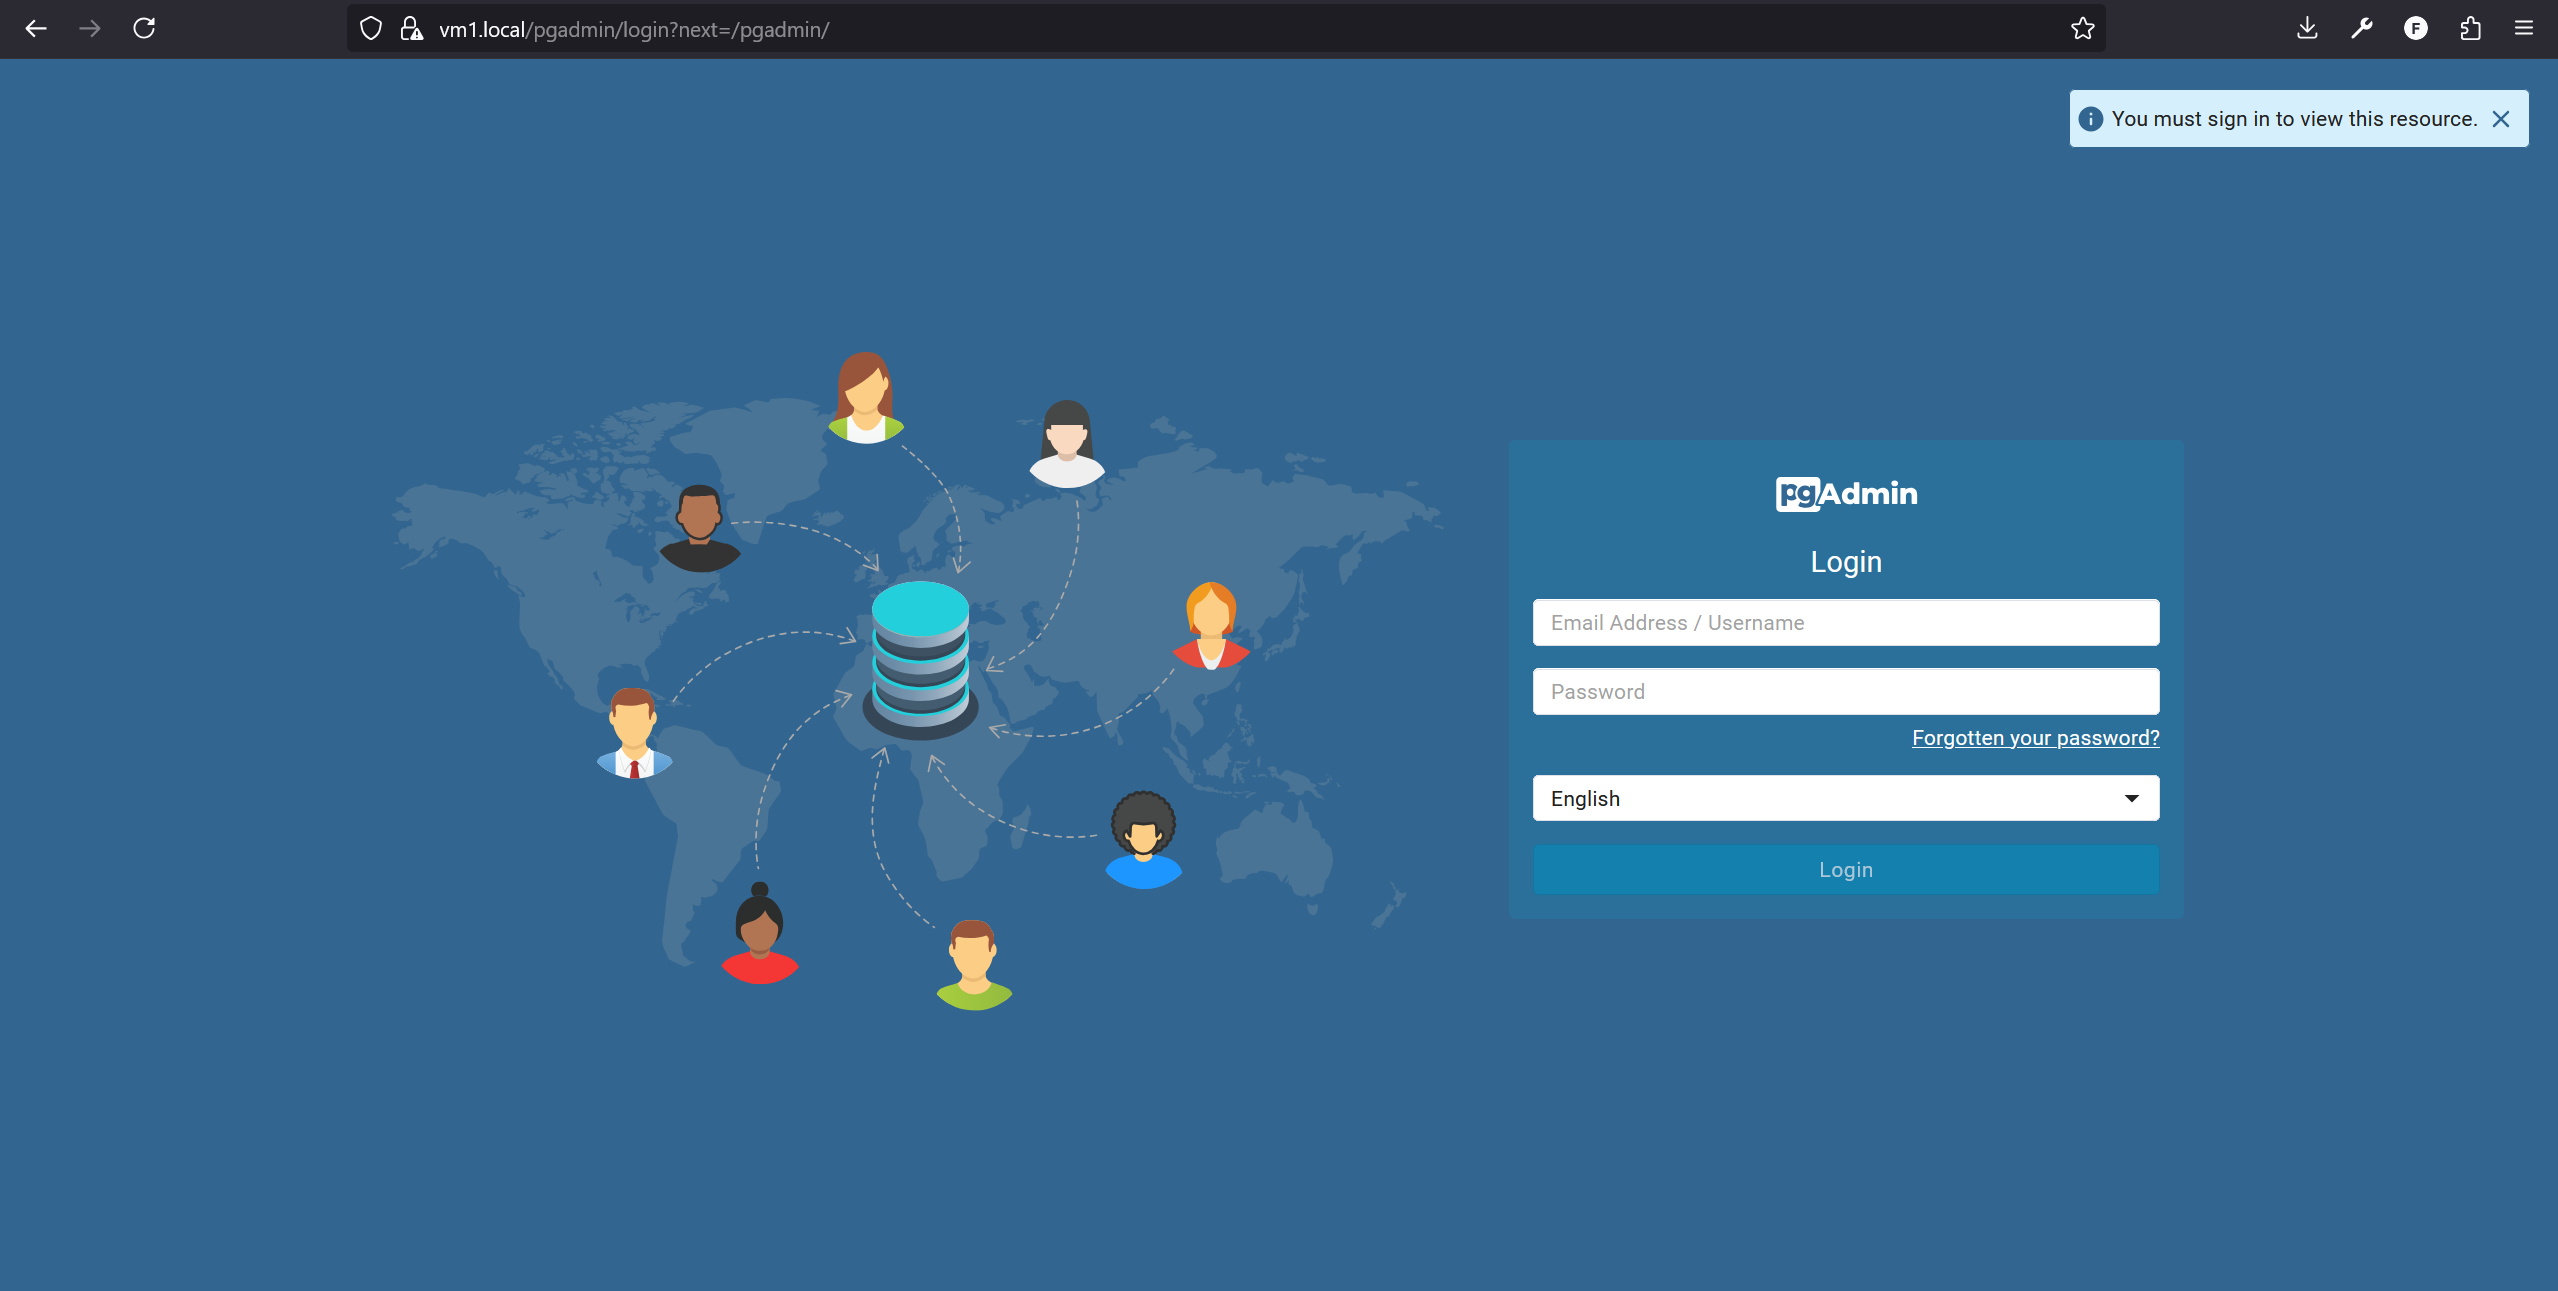 vm1.local/pgadmin/login?next=/pgadmin/
F
You must sign in to view this resource.
pgAdmin
Login
Email Address / Username
Password
Forgotten your password?
English
Login